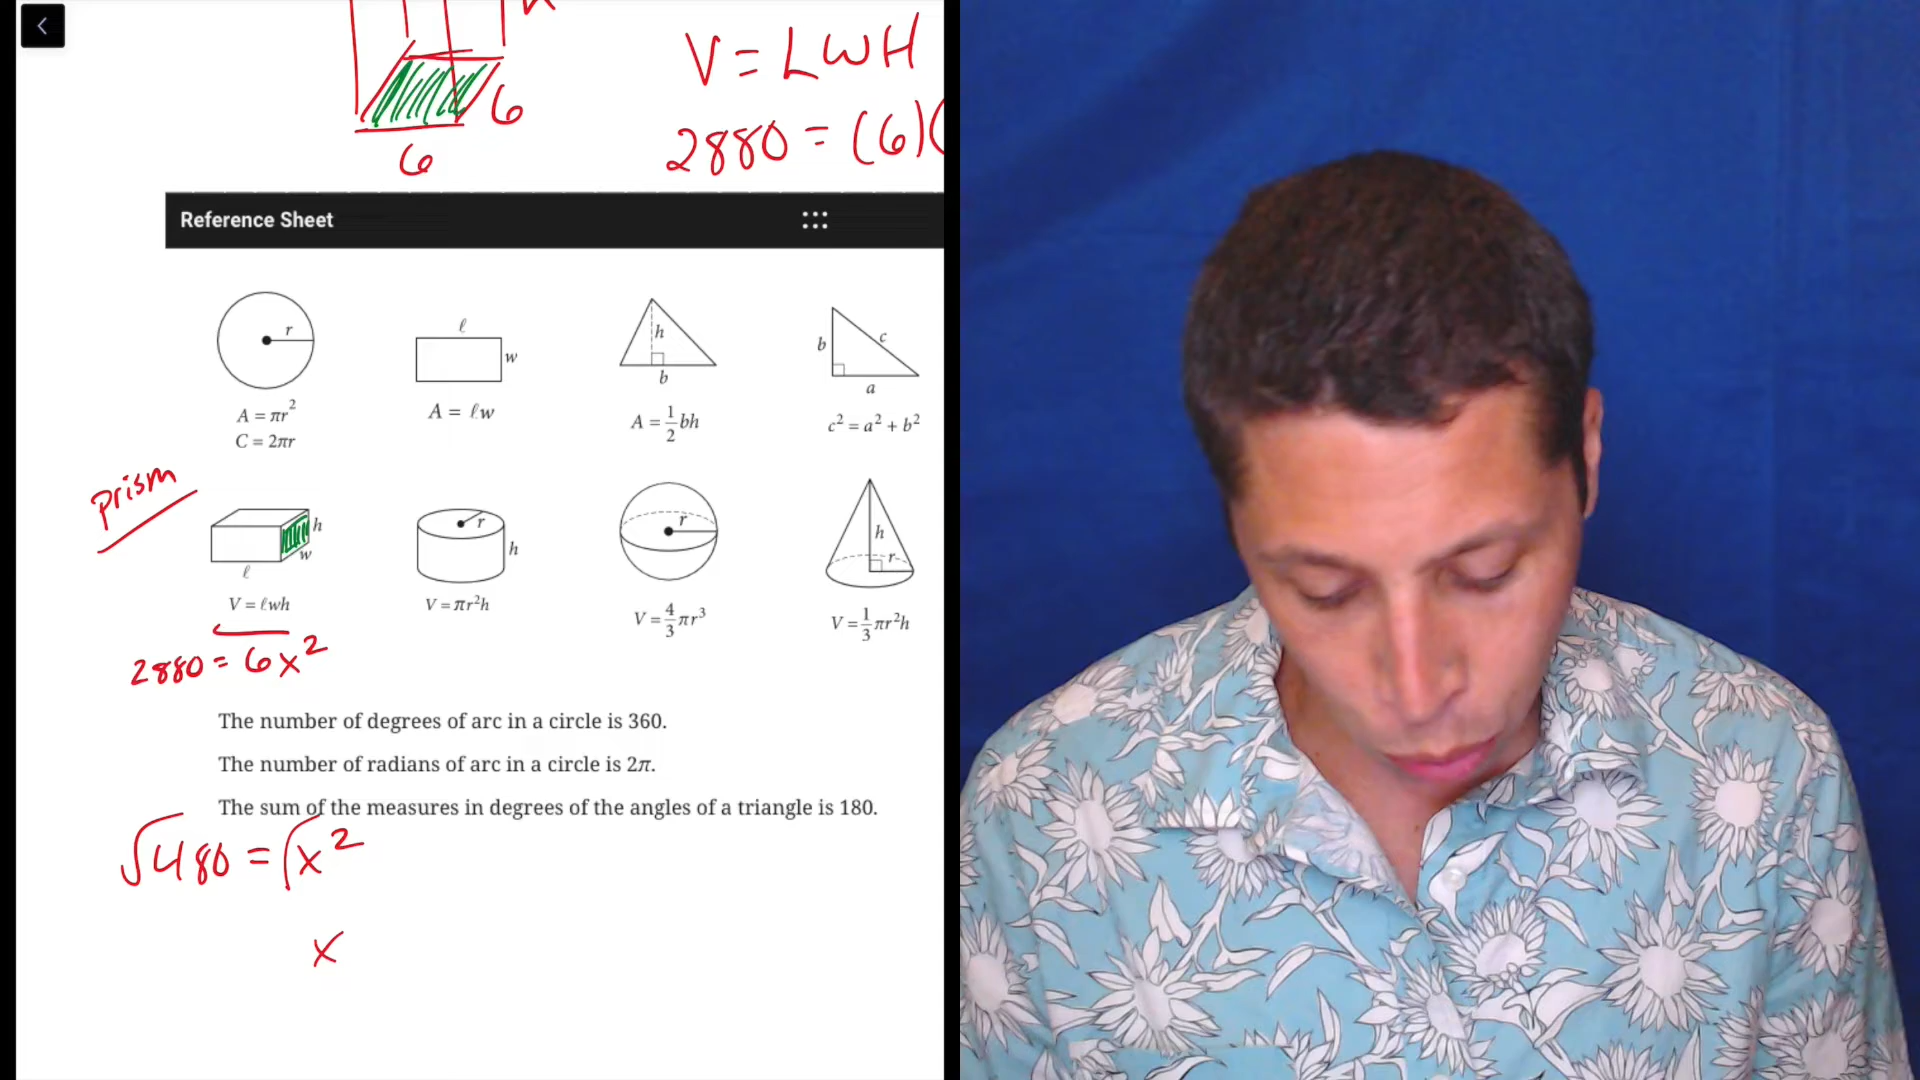 V = LWH
6
2880 = (6)(
6
Reference Sheet
r
ℓ
w
h
b
b
c
a
A = πr²
C = 2πr
A = ℓw
A = 1/2 bh
c² = a² + b²
prism
h
w
ℓ
r
h
r
h
r
V = ℓwh
V = πr²h
V = 4/3 πr³
V = 1/3 πr²h
2880 = 6x²
The number of degrees of arc in a circle is 360.
The number of radians of arc in a circle is 2π.
The sum of the measures in degrees of the angles of a triangle is 180.
√480 = √x²
x